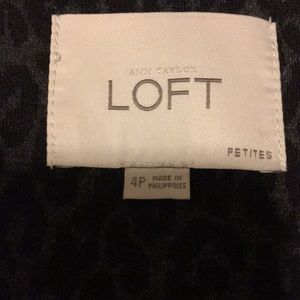 ANN TAYLOR
LOFT
PETITES
4P MADE IN
PHILIPPINES